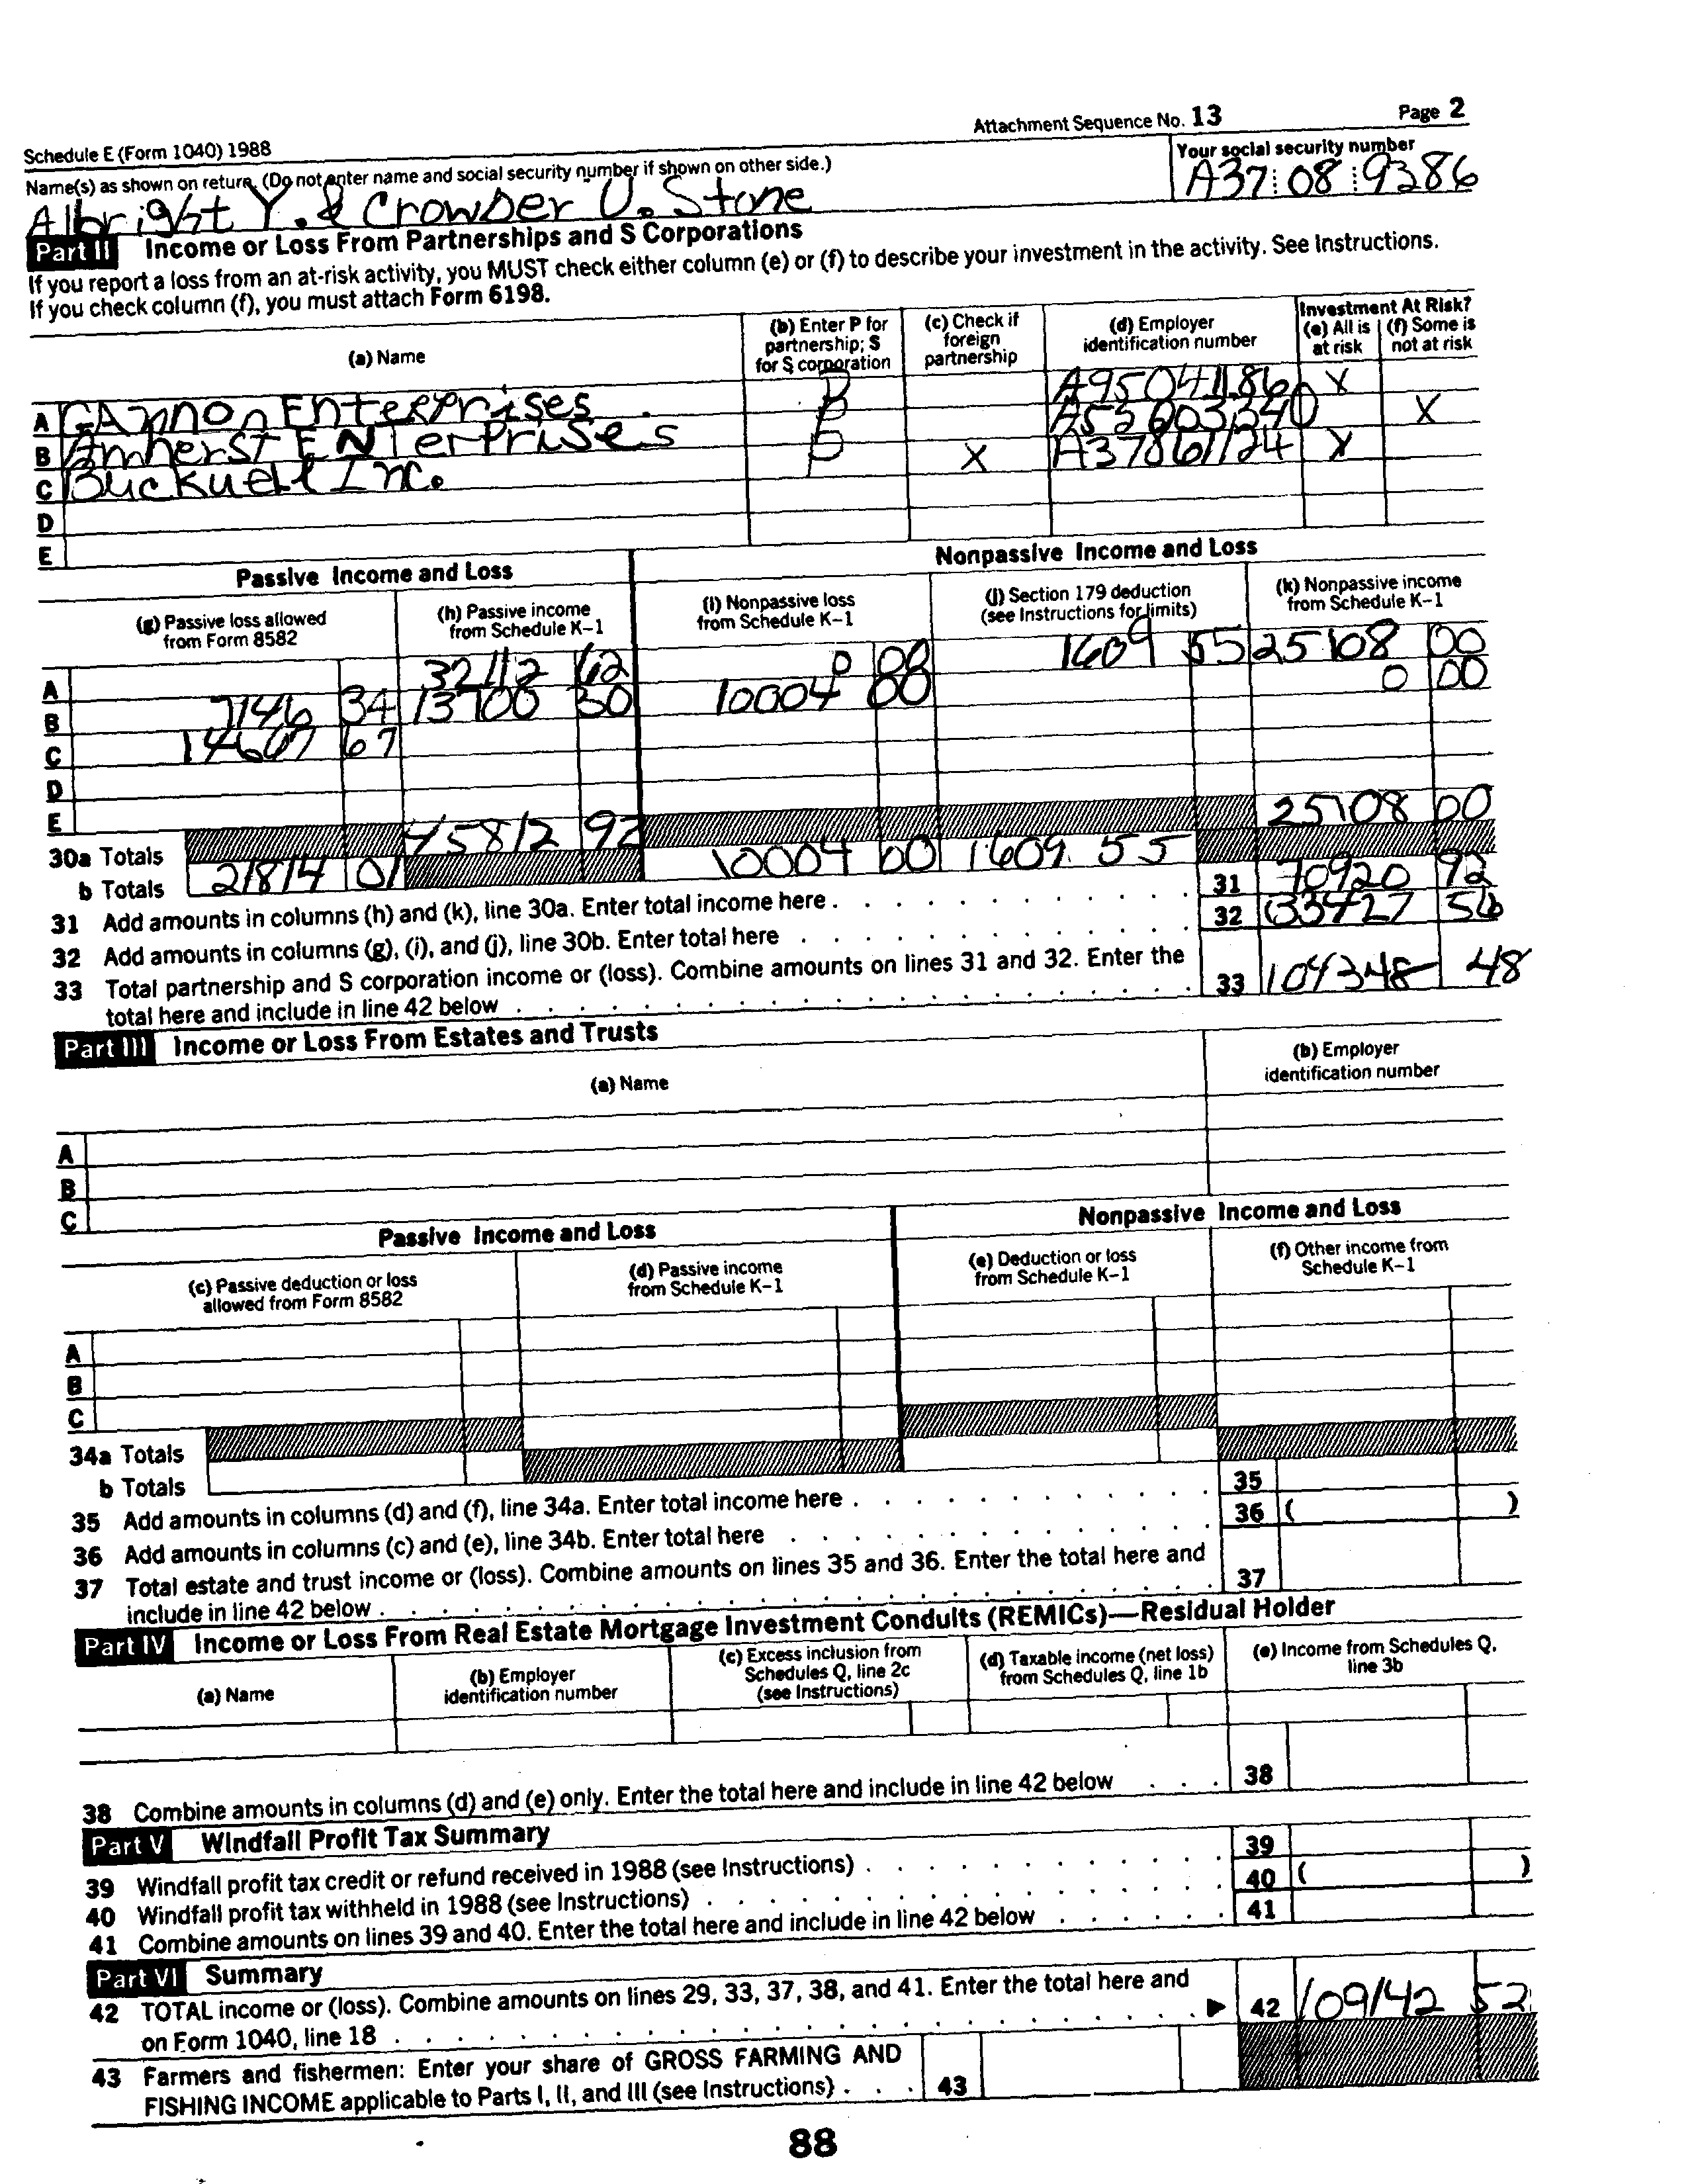 Attachment Sequence No. 13 Page 2
Schedule E (Form 1040) 1988
Name(s) as shown on return. (Do not enter name and social security number if shown on other side.) Your social security number
Albright Y. & Crowder U. Stone A37 08 9386
Part II Income or Loss From Partnerships and S Corporations
If you report a loss from an at-risk activity, you MUST check either column (e) or (f) to describe your investment in the activity. See Instructions.
If you check column (f), you must attach Form 6198.
(a) Name (b) Enter P for partnership; S for S corporation (c) Check if foreign partnership (d) Employer identification number Investment At Risk? (e) All is at risk (f) Some is not at risk
A Gannon Enterprises P A95041186 X
B Amherst ENTerprises P X
C Bucknell Inc. P X A37861124 X
D
E
Passive Income and Loss Nonpassive Income and Loss
(g) Passive loss allowed from Form 8582 (h) Passive income from Schedule K-1 (i) Nonpassive loss from Schedule K-1 (j) Section 179 deduction (see Instructions for limits) (k) Nonpassive income from Schedule K-1
A 32112 62 0 00 1609 55 25108 00
B 7146 34 13700 30 10004 00 0 00
C 14667 67
D
E
30a Totals 45812 92 25108 00
b Totals 21814 01 10004 00 1609.55
31 Add amounts in columns (h) and (k), line 30a. Enter total income here 31 70920 92
32 Add amounts in columns (g), (i), and (j), line 30b. Enter total here 32 (33427 56
33 Total partnership and S corporation income or (loss). Combine amounts on lines 31 and 32. Enter the
total here and include in line 42 below 33 104348 48
Part III Income or Loss From Estates and Trusts
(a) Name (b) Employer identification number
A
B
C
Passive Income and Loss Nonpassive Income and Loss
(c) Passive deduction or loss allowed from Form 8582 (d) Passive income from Schedule K-1 (e) Deduction or loss from Schedule K-1 (f) Other income from Schedule K-1
A
B
C
34a Totals
b Totals
35 Add amounts in columns (d) and (f), line 34a. Enter total income here 35
36 Add amounts in columns (c) and (e), line 34b. Enter total here 36 ( )
37 Total estate and trust income or (loss). Combine amounts on lines 35 and 36. Enter the total here and
include in line 42 below 37
Part IV Income or Loss From Real Estate Mortgage Investment Conduits (REMICs)—Residual Holder
(a) Name (b) Employer identification number (c) Excess inclusion from Schedules Q, line 2c (see Instructions) (d) Taxable income (net loss) from Schedules Q, line 1b (e) Income from Schedules Q, line 3b
38 Combine amounts in columns (d) and (e) only. Enter the total here and include in line 42 below 38
Part V Windfall Profit Tax Summary
39 Windfall profit tax credit or refund received in 1988 (see Instructions) 39
40 Windfall profit tax withheld in 1988 (see Instructions) 40 ( )
41 Combine amounts on lines 39 and 40. Enter the total here and include in line 42 below 41
Part VI Summary
42 TOTAL income or (loss). Combine amounts on lines 29, 33, 37, 38, and 41. Enter the total here and
on Form 1040, line 18 ▶ 42 109142 52
43 Farmers and fishermen: Enter your share of GROSS FARMING AND
FISHING INCOME applicable to Parts I, II, and III (see Instructions) 43
88